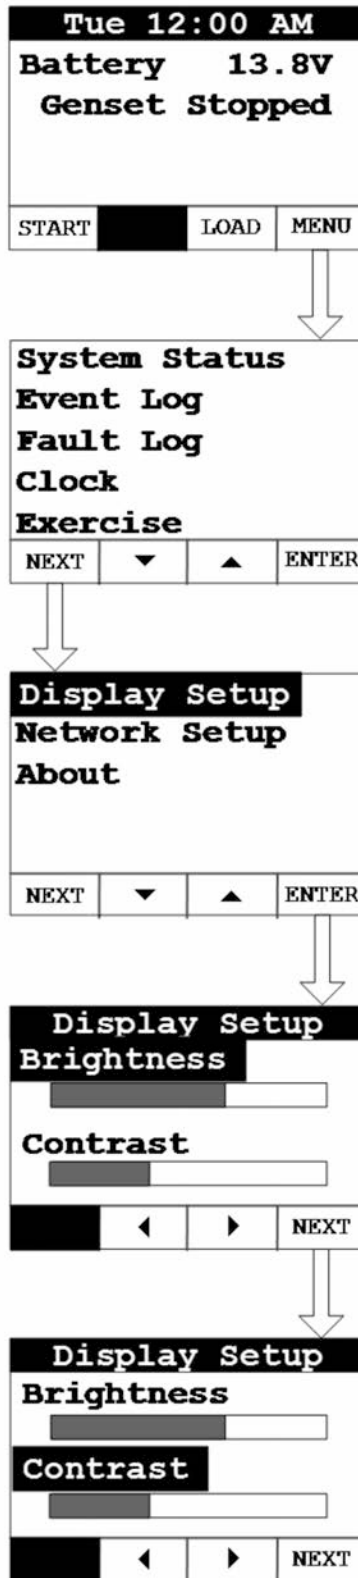 Tue 12:00 AM
Battery 13.8V
Genset Stopped
START LOAD MENU
System Status
Event Log
Fault Log
Clock
Exercise
NEXT ▼ ▲ ENTER
Display Setup
Network Setup
About
NEXT ▼ ▲ ENTER
Display Setup
Brightness
Contrast
◀ ▶ NEXT
Display Setup
Brightness
Contrast
◀ ▶ NEXT